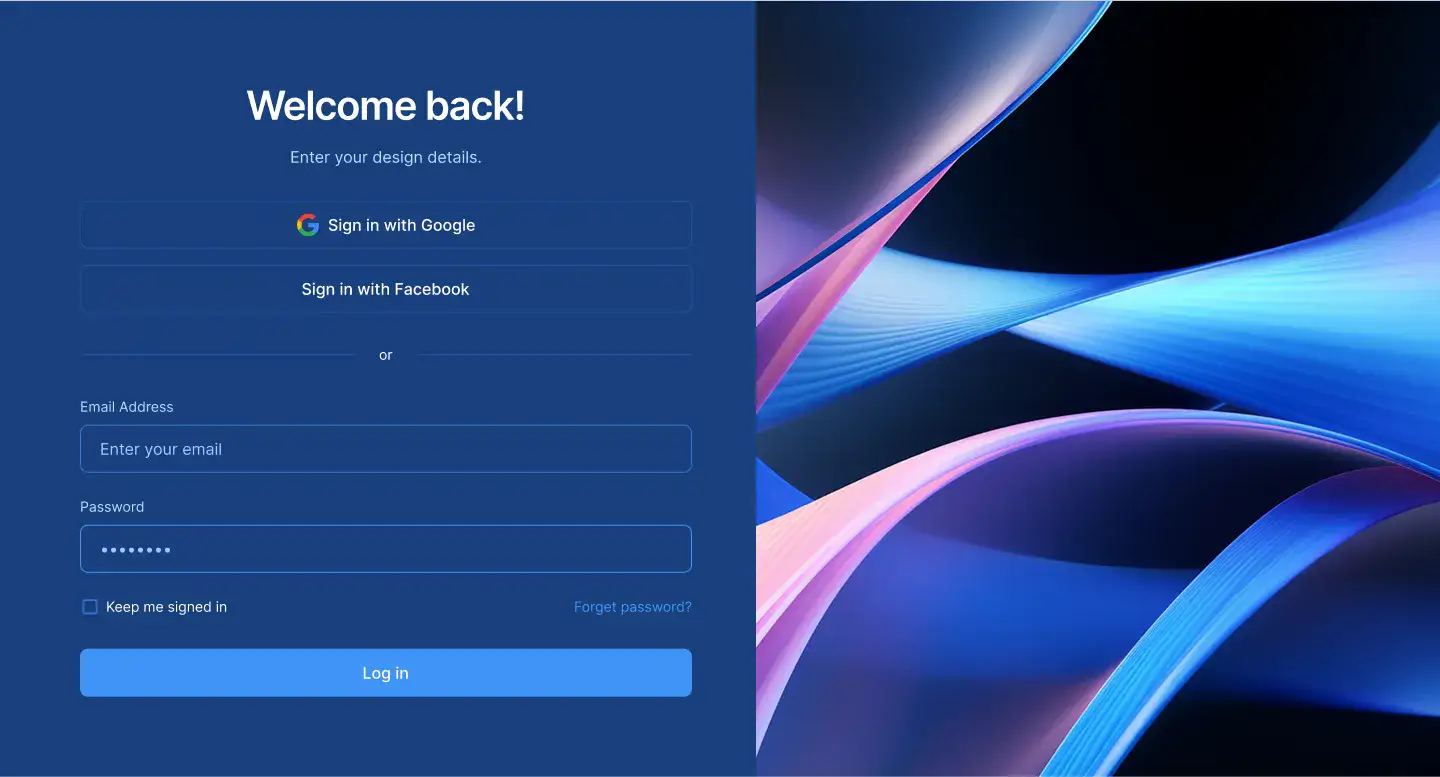 Welcome back!
Enter your design details.
Sign in with Google
Sign in with Facebook
or
Email Address
Enter your email
Password
••••••••
Keep me signed in
Forget password?
Log in